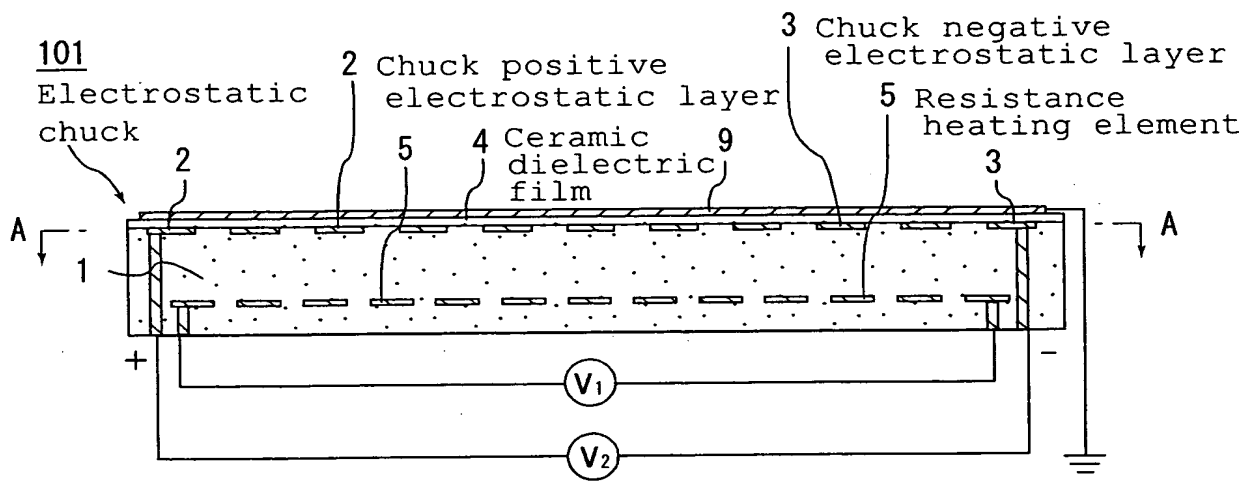 101
Electrostatic
chuck
2 Chuck positive
electrostatic layer
3 Chuck negative
electrostatic layer
5 Resistance
heating element
4 Ceramic
dielectric
film
2
5
9
3
A
A
1
+
-
V1
V2